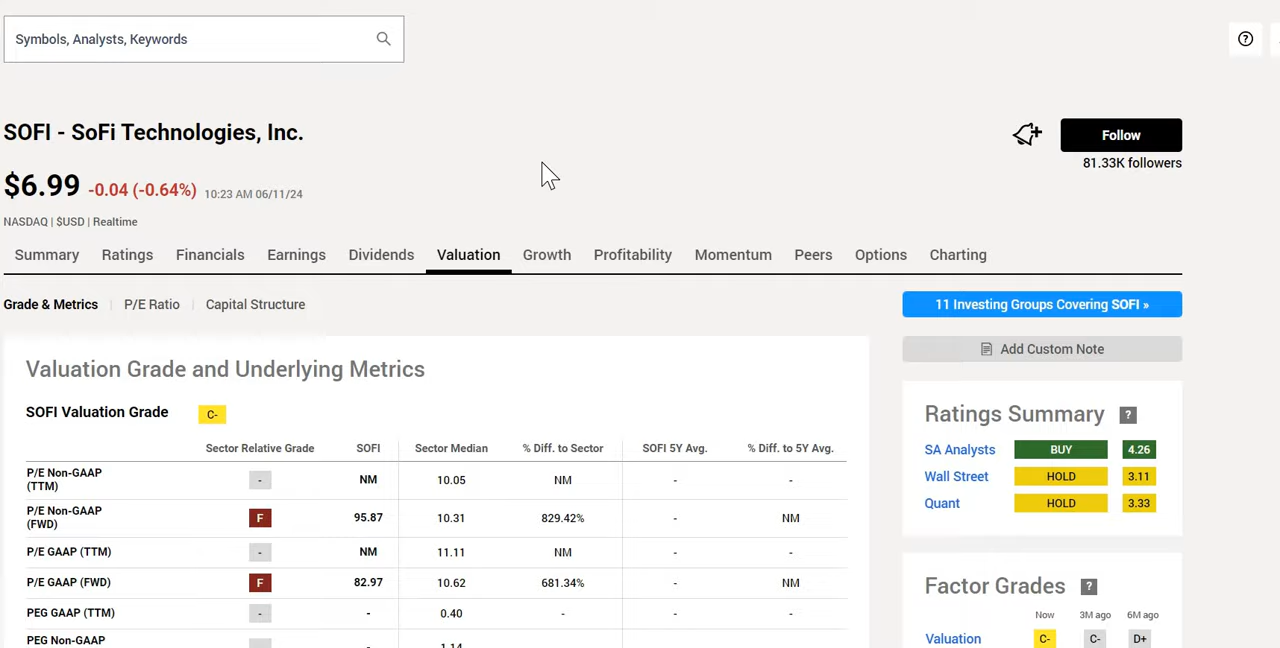 Symbols, Analysts, Keywords
SOFI - SoFi Technologies, Inc.
$6.99 -0.04 (-0.64%) 10:23 AM 06/11/24
NASDAQ | $USD | Realtime
Follow
81.33K followers
Summary Ratings Financials Earnings Dividends Valuation Growth Profitability Momentum Peers Options Charting
Grade & Metrics | P/E Ratio | Capital Structure
11 Investing Groups Covering SOFI »
Add Custom Note
Valuation Grade and Underlying Metrics
SOFI Valuation Grade C-
Sector Relative Grade SOFI Sector Median % Diff. to Sector SOFI 5Y Avg. % Diff. to 5Y Avg.
P/E Non-GAAP
(TTM) - NM 10.05 NM - -
P/E Non-GAAP
(FWD) F 95.87 10.31 829.42% - NM
P/E GAAP (TTM) - NM 11.11 NM - -
P/E GAAP (FWD) F 82.97 10.62 681.34% - NM
PEG GAAP (TTM) - - 0.40 - - -
PEG Non-GAAP - 1.14
Ratings Summary ?
SA Analysts BUY 4.26
Wall Street HOLD 3.11
Quant HOLD 3.33
Factor Grades ?
Now 3M ago 6M ago
Valuation C- C- D+